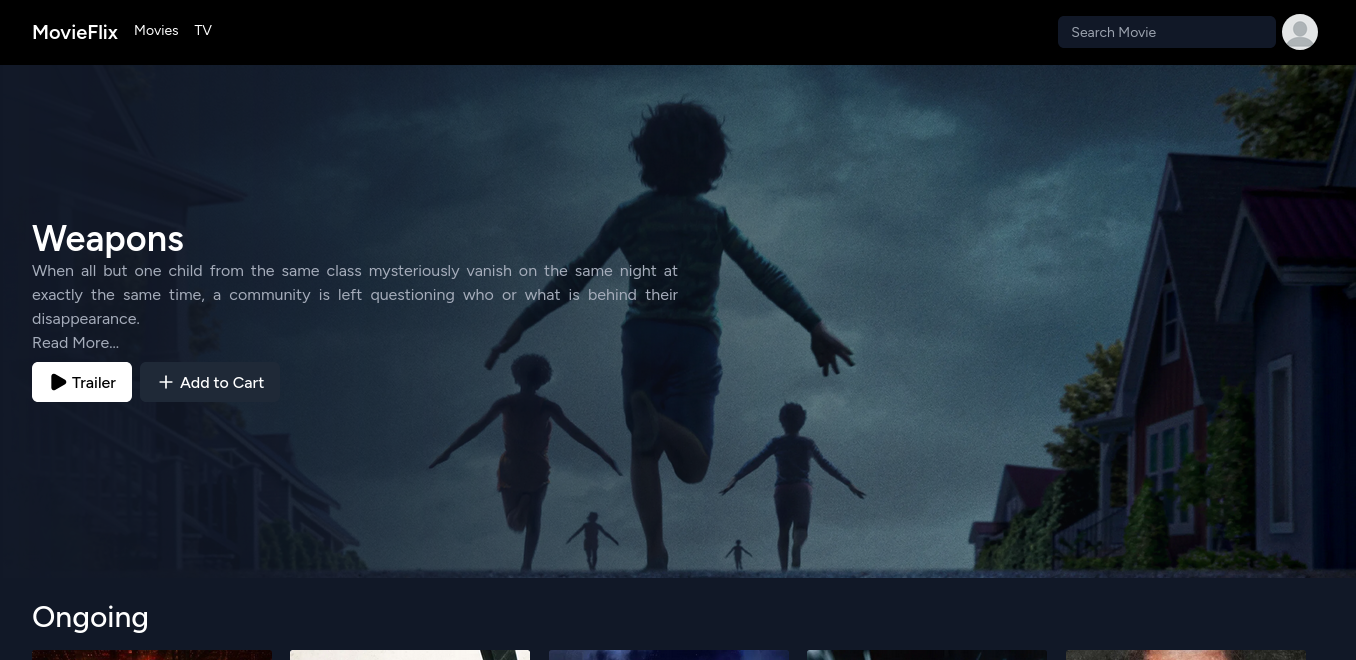 MovieFlix Movies TV Search Movie
Weapons
When all but one child from the same class mysteriously vanish on the same night at
exactly the same time, a community is left questioning who or what is behind their
disappearance.
Read More...
Trailer Add to Cart
Ongoing